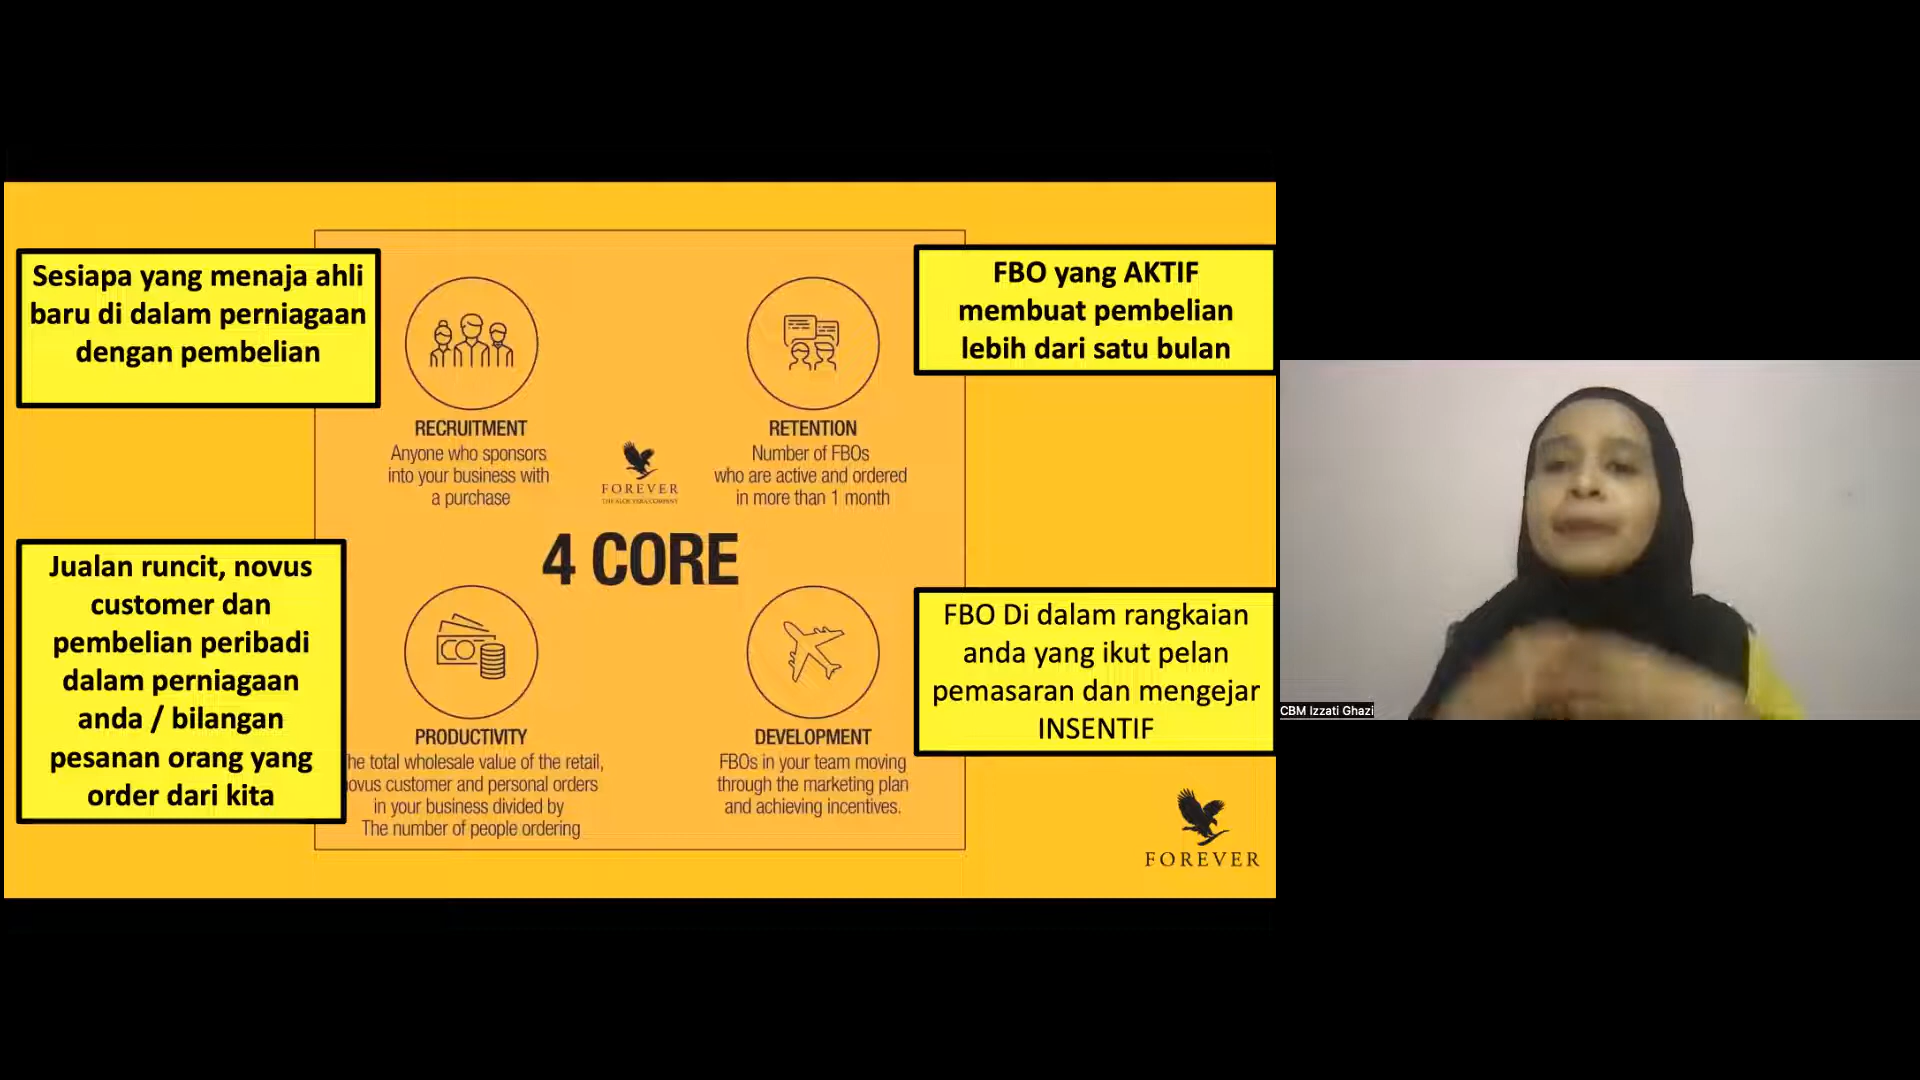 Sesiapa yang menaja ahli
baru di dalam perniagaan
dengan pembelian
FBO yang AKTIF
membuat pembelian
lebih dari satu bulan
RECRUITMENT
Anyone who sponsors
into your business with
a purchase
FOREVER
RETENTION
Number of FBOs
who are active and ordered
in more than 1 month
4 CORE
Jualan runcit, novus
customer dan
pembelian peribadi
dalam perniagaan
anda / bilangan
pesanan orang yang
order dari kita
FBO Di dalam rangkaian
anda yang ikut pelan
pemasaran dan mengejar
INSENTIF
PRODUCTIVITY
he total wholesale value of the retail,
ovus customer and personal orders
in your business divided by
The number of people ordering
DEVELOPMENT
FBOs in your team moving
through the marketing plan
and achieving incentives.
FOREVER
CBM Izzati Ghazi